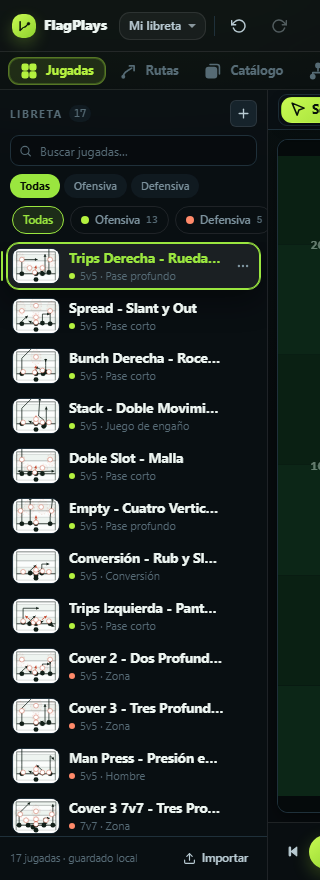 FlagPlays
Mi libreta
Jugadas
Rutas
Catálogo
LIBRETA 17
Buscar jugadas...
Todas
Ofensiva
Defensiva
Todas
Ofensiva 13
Defensiva 5
Trips Derecha - Rueda...
5v5 · Pase profundo
Spread - Slant y Out
5v5 · Pase corto
Bunch Derecha - Roce...
5v5 · Pase corto
Stack - Doble Movimi...
5v5 · Juego de engaño
Doble Slot - Malla
5v5 · Pase corto
Empty - Cuatro Vertic...
5v5 · Pase profundo
Conversión - Rub y Sl...
5v5 · Conversión
Trips Izquierda - Pant...
5v5 · Pase corto
Cover 2 - Dos Profund...
5v5 · Zona
Cover 3 - Tres Profund...
5v5 · Zona
Man Press - Presión e...
5v5 · Hombre
Cover 3 7v7 - Tres Pro...
7v7 · Zona
17 jugadas · guardado local
Importar